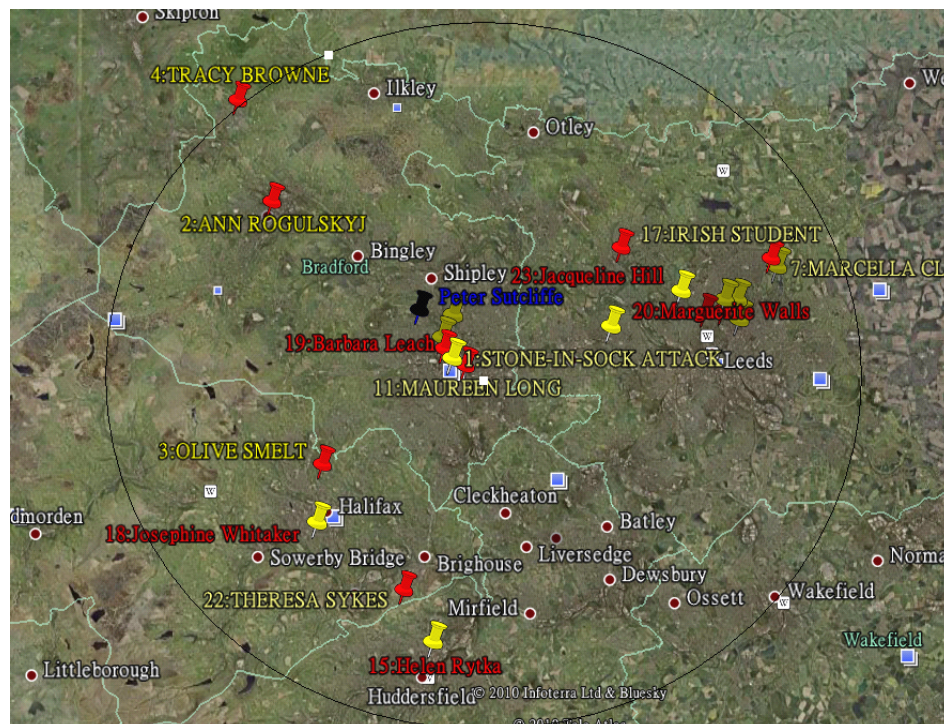 Skipton
We
4:TRACY BROWNE
Ilkley
Otley
2:ANN ROGULSKYJ
17:IRISH STUDENT
Bingley
Bradford
Shipley
23:Jacqueline Hill
7:MARCELLA CL
Peter Sutcliffe
20:Marguerite Walls
19:Barbara Leach
1:STONE-IN-SOCK ATTACK
Leeds
11:MAUREEN LONG
3:OLIVE SMELT
Cleckheaton
Halifax
dmorden
18:Josephine Whitaker
Batley
Sowerby Bridge
Brighouse
Liversedge
Norma
Dewsbury
22:THERESA SYKES
Mirfield
Ossett
Wakefield
Wakefield
Littleborough
15:Helen Rytka
Huddersfield
© 2010 Infoterra Ltd & Bluesky